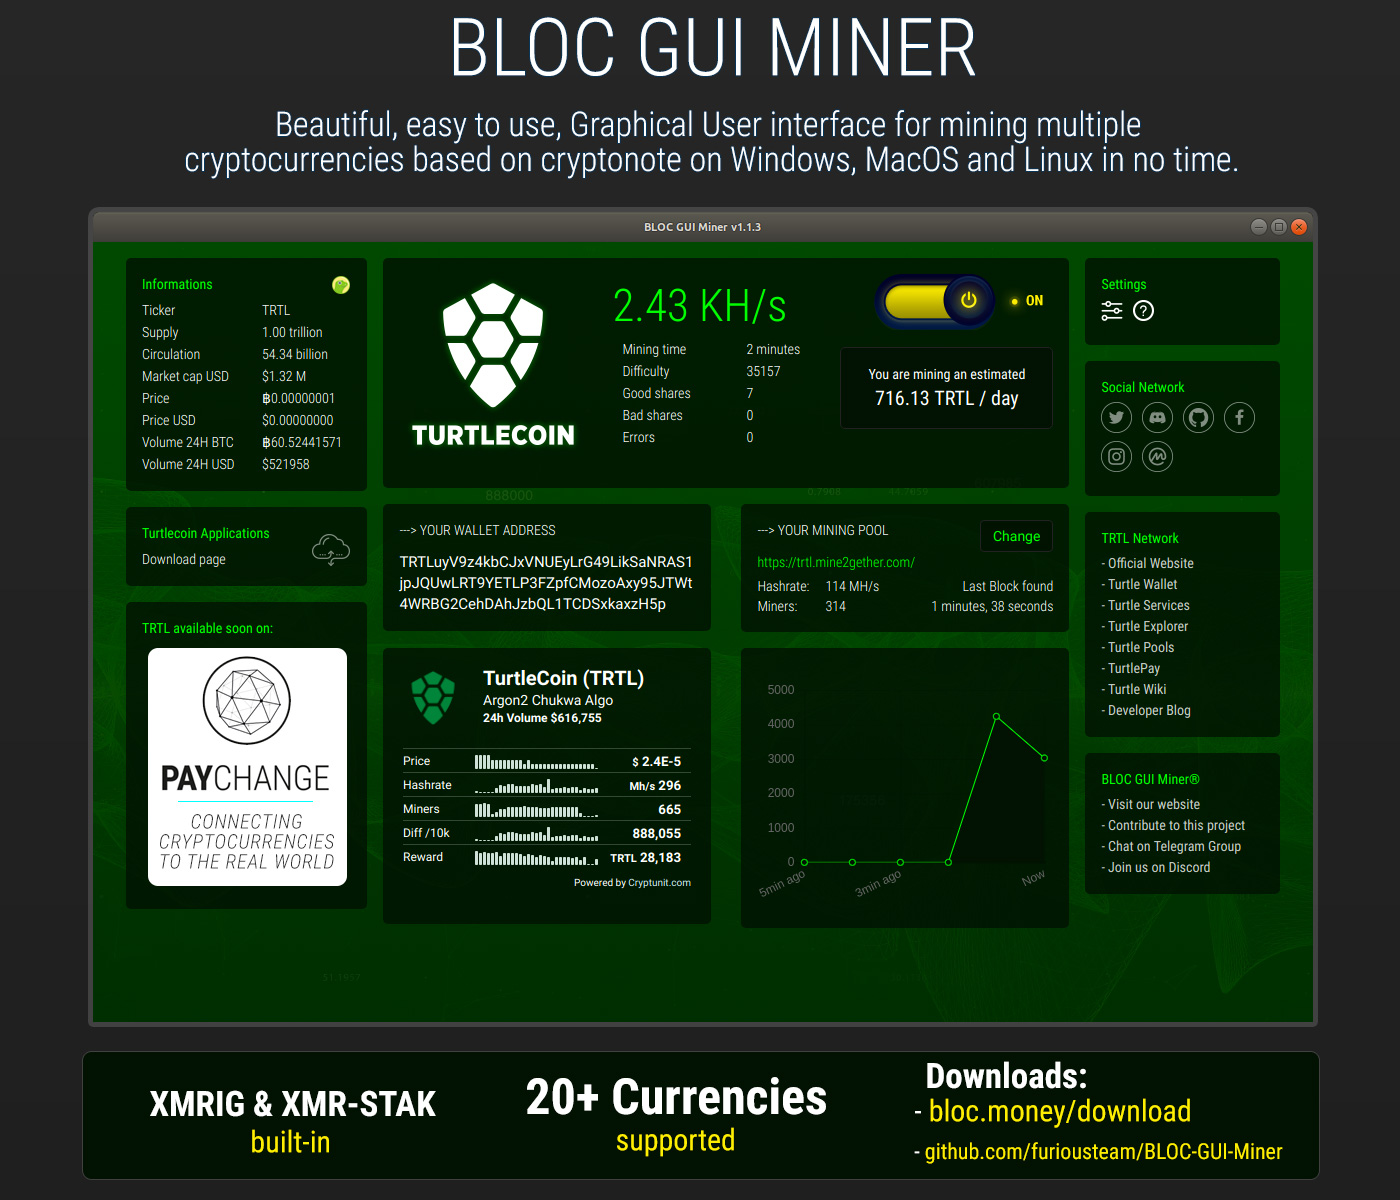 BLOC GUI MINER
Beautiful, easy to use, Graphical User interface for mining multiple
cryptocurrencies based on cryptonote on Windows, MacOS and Linux in no time.
BLOC GUI Miner v1.1.3
Informations
Ticker TRTL
Supply 1.00 trillion
Circulation 54.34 billion
Market cap USD $1.32 M
Price ฿0.00000001
Price USD $0.00000000
Volume 24H BTC ฿60.52441571
Volume 24H USD $521958
Turtlecoin Applications
Download page
TRTL available soon on:
PAYCHANGE
CONNECTING
CRYPTOCURRENCIES
TO THE REAL WORLD
TURTLECOIN
2.43 KH/s
Mining time 2 minutes
Difficulty 35157
Good shares 7
Bad shares 0
Errors 0
ON
You are mining an estimated
716.13 TRTL / day
888000
---> YOUR WALLET ADDRESS
TRTLuyV9z4kbCJxVNUEyLrG49LikSaNRAS1
jpJQUwLRT9YETLP3FZpfCMozoAxy95JTWt
4WRBG2CehDAhJzbQL1TCDSxkaxzH5p
---> YOUR MINING POOL
Change
https://trtl.mine2gether.com/
Hashrate: 114 MH/s Last Block found
Miners: 314 1 minutes, 38 seconds
TurtleCoin (TRTL)
Argon2 Chukwa Algo
24h Volume $616,755
Price $ 2.4E-5
Hashrate Mh/s 296
Miners 665
Diff /10k 888,055
Reward TRTL 28,183
Powered by Cryptunit.com
5000
4000
3000
2000
1000
0
5min ago 3min ago Now
Settings
Social Network
TRTL Network
- Official Website
- Turtle Wallet
- Turtle Services
- Turtle Explorer
- Turtle Pools
- TurtlePay
- Turtle Wiki
- Developer Blog
BLOC GUI Miner®
- Visit our website
- Contribute to this project
- Chat on Telegram Group
- Join us on Discord
XMRIG & XMR-STAK
built-in
20+ Currencies
supported
Downloads:
- bloc.money/download
- github.com/furiousteam/BLOC-GUI-Miner